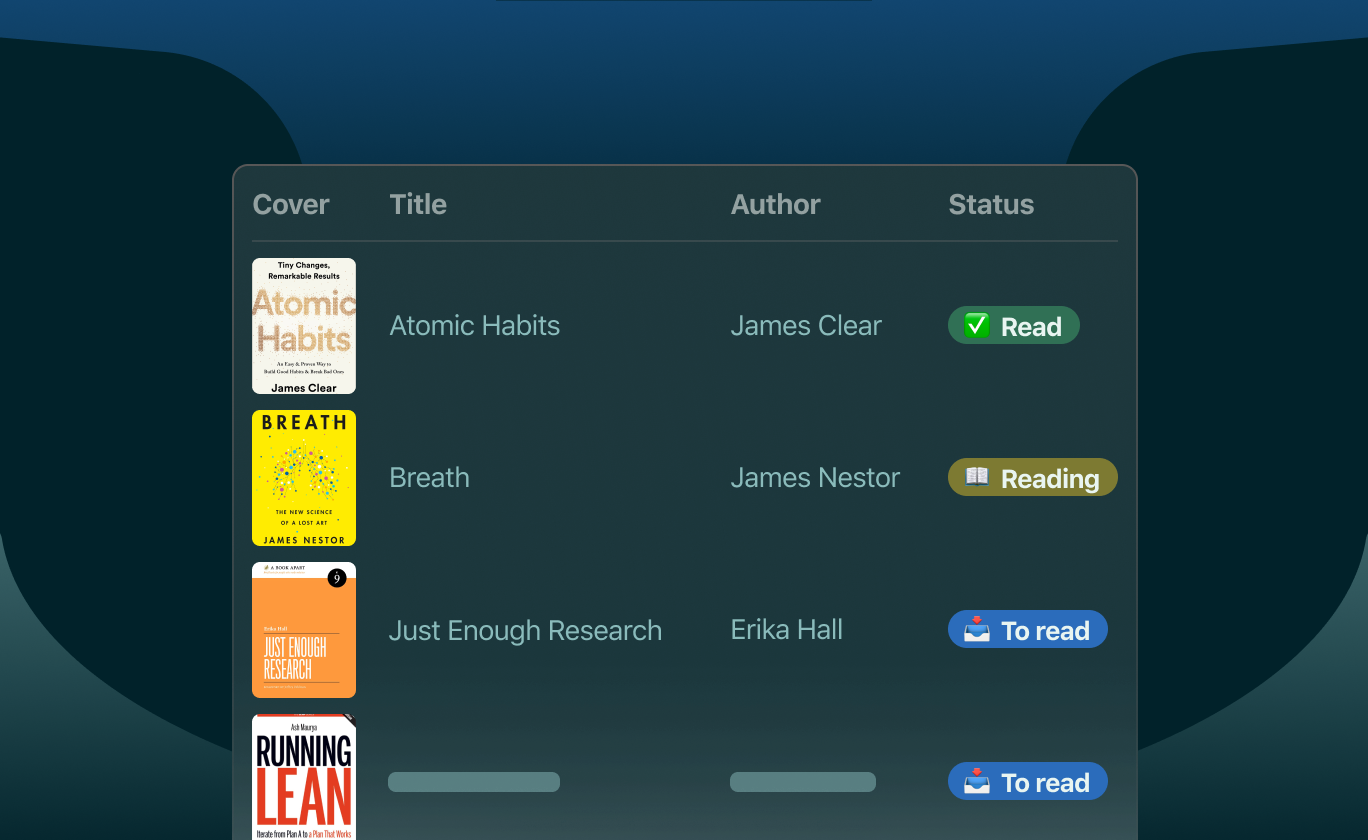 Cover Title Author Status
Tiny Changes,
Remarkable Results
Atomic
Habits
An Easy & Proven Way to
Build Good Habits & Break Bad Ones
James Clear
Atomic Habits James Clear ✅ Read
BREATH
THE NEW SCIENCE
OF A LOST ART
JAMES NESTOR
Breath James Nestor 📖 Reading
A BOOK APART
9
Erika Hall
JUST ENOUGH
RESEARCH
Just Enough Research Erika Hall 📥 To read
Ash Maurya
RUNNING
LEAN
Iterate from Plan A to a Plan That Works
📥 To read